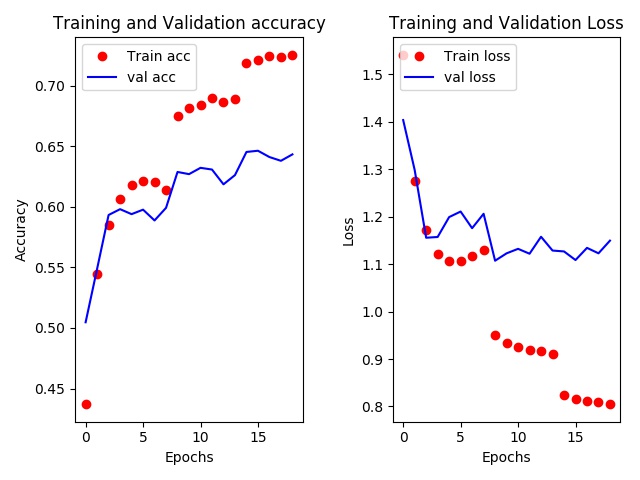 Training and Validation accuracy
Train acc
val acc
0.70
0.65
0.60
0.55
0.50
0.45
Accuracy
0
5
10
15
Epochs
Training and Validation Loss
Train loss
val loss
1.5
1.4
1.3
1.2
1.1
1.0
0.9
0.8
Loss
0
5
10
15
Epochs